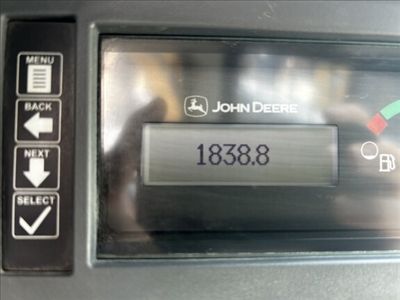 MENU
BACK
NEXT
SELECT
JOHN DEERE
1838.8